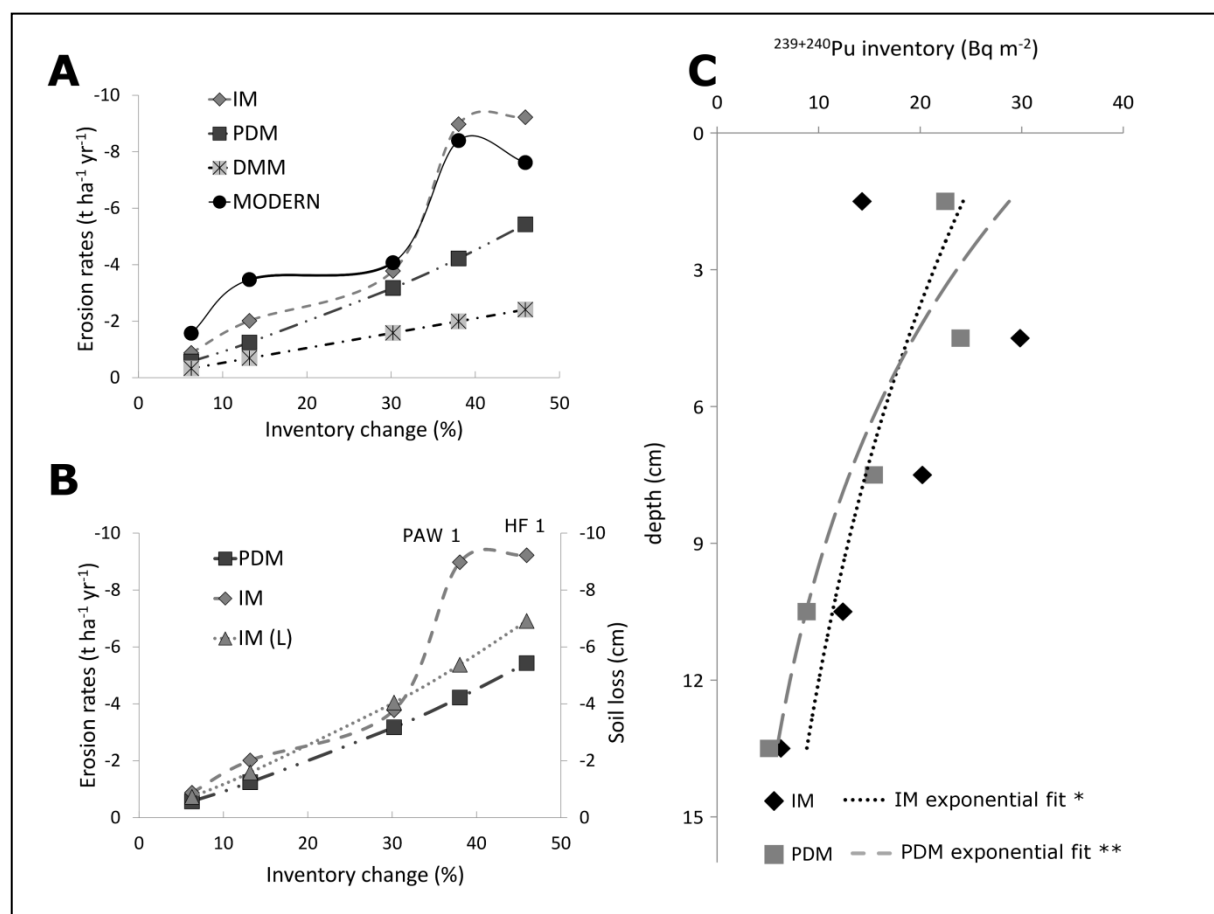 A
IM
PDM
DMM
MODERN
-10
-8
-6
-4
-2
0
0 10 20 30 40 50
Erosion rates (t ha⁻¹ yr⁻¹)
Inventory change (%)
B
PAW 1
HF 1
PDM
IM
IM (L)
-10
-8
-6
-4
-2
0
-10
-8
-6
-4
-2
0
0 10 20 30 40 50
Erosion rates (t ha⁻¹ yr⁻¹)
Soil loss (cm)
Inventory change (%)
C
²³⁹⁺²⁴⁰Pu inventory (Bq m⁻²)
0 10 20 30 40
0
3
6
9
12
15
depth (cm)
IM IM exponential fit *
PDM PDM exponential fit **